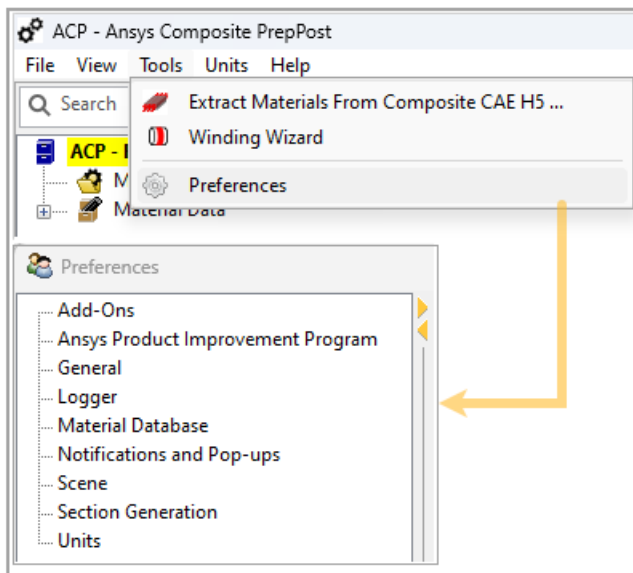 ACP - Ansys Composite PrepPost
File View Tools Units Help
Search
Extract Materials From Composite CAE H5 ...
Winding Wizard
ACP -
Preferences
Material Data
Preferences
Add-Ons
Ansys Product Improvement Program
General
Logger
Material Database
Notifications and Pop-ups
Scene
Section Generation
Units